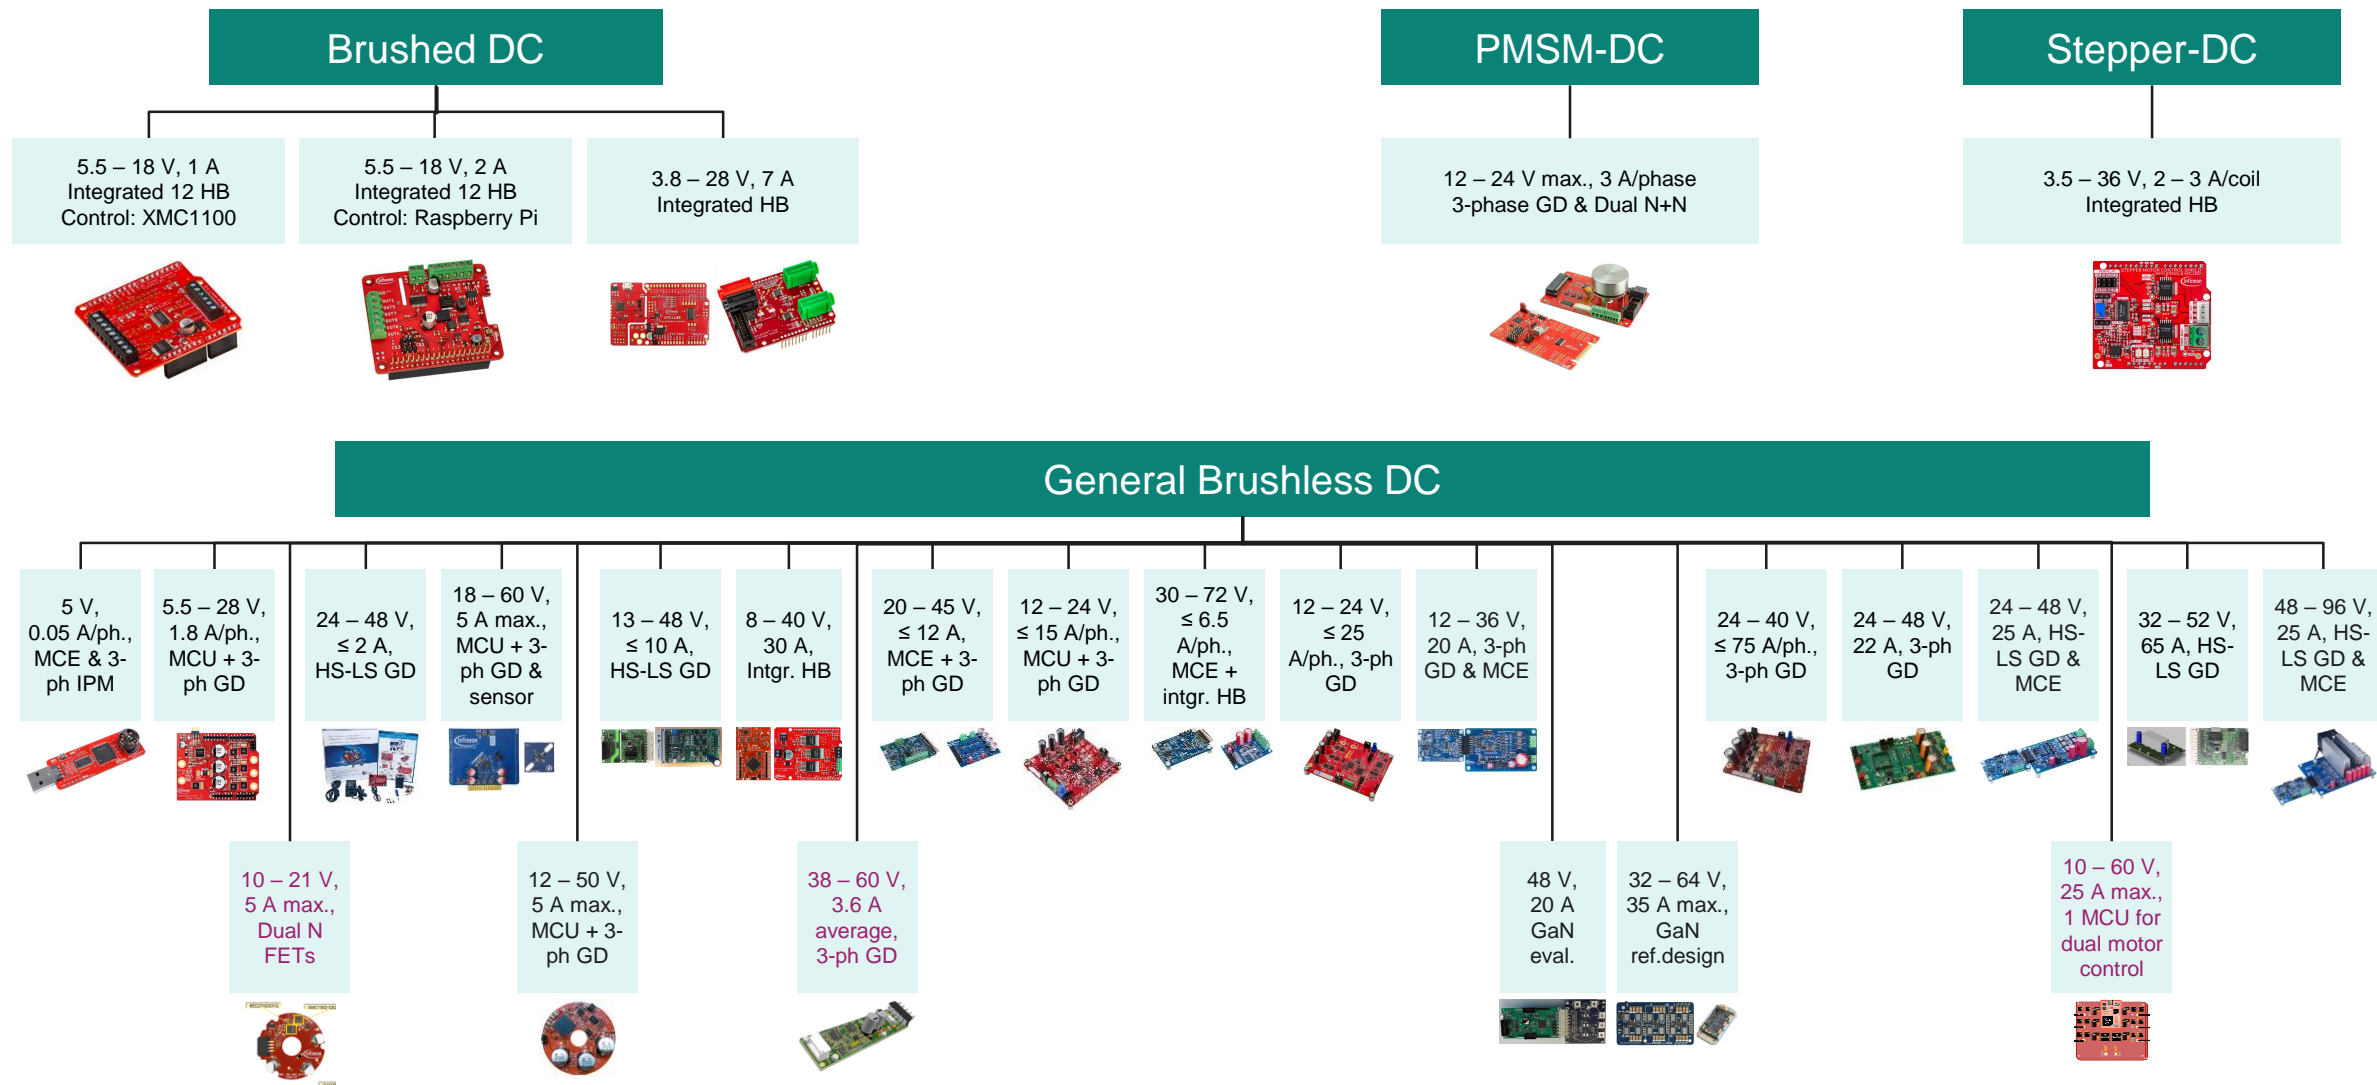 Brushed DC
PMSM-DC
Stepper-DC
5.5 – 18 V, 1 A
Integrated 12 HB
Control: XMC1100
5.5 – 18 V, 2 A
Integrated 12 HB
Control: Raspberry Pi
3.8 – 28 V, 7 A
Integrated HB
12 – 24 V max., 3 A/phase
3-phase GD & Dual N+N
3.5 – 36 V, 2 – 3 A/coil
Integrated HB
STEPPER MOTOR CONTROL SHIELD
infineon
General Brushless DC
5 V,
0.05 A/ph.,
MCE & 3-
ph IPM
5.5 – 28 V,
1.8 A/ph.,
MCU + 3-
ph GD
24 – 48 V,
≤ 2 A,
HS-LS GD
18 – 60 V,
5 A max.,
MCU + 3-
ph GD &
sensor
13 – 48 V,
≤ 10 A,
HS-LS GD
8 – 40 V,
30 A,
Intgr. HB
20 – 45 V,
≤ 12 A,
MCE + 3-
ph GD
12 – 24 V,
≤ 15 A/ph.,
MCU + 3-
ph GD
30 – 72 V,
≤ 6.5
A/ph.,
MCE +
intgr. HB
12 – 24 V,
≤ 25
A/ph., 3-ph
GD
12 – 36 V,
20 A, 3-ph
GD & MCE
24 – 40 V,
≤ 75 A/ph.,
3-ph GD
24 – 48 V,
22 A, 3-ph
GD
24 – 48 V,
25 A, HS-
LS GD &
MCE
32 – 52 V,
65 A, HS-
LS GD
48 – 96 V,
25 A, HS-
LS GD &
MCE
10 – 21 V,
5 A max.,
Dual N
FETs
12 – 50 V,
5 A max.,
MCU + 3-
ph GD
38 – 60 V,
3.6 A
average,
3-ph GD
48 V,
20 A
GaN
eval.
32 – 64 V,
35 A max.,
GaN
ref.design
10 – 60 V,
25 A max.,
1 MCU for
dual motor
control